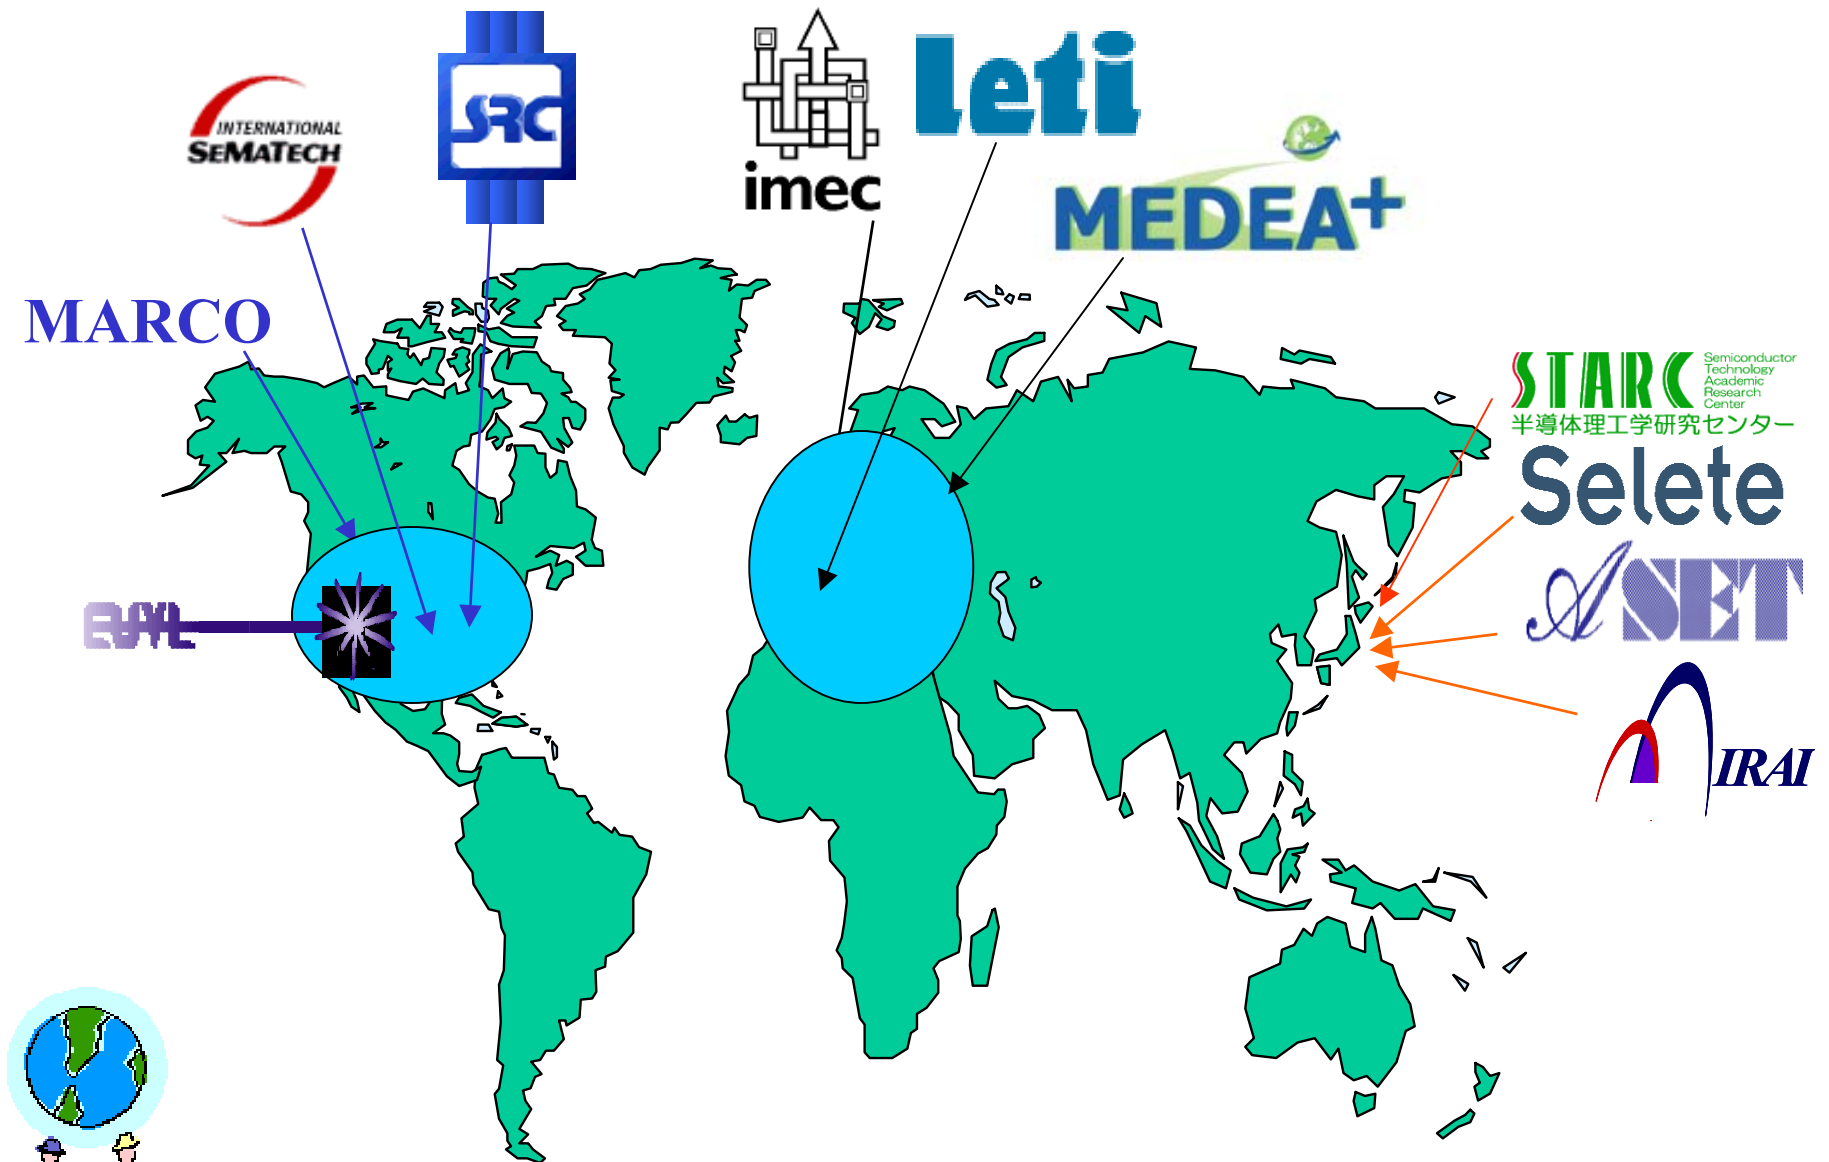 INTERNATIONAL
SEMATECH
SRC
imec
leti
MEDEA+
MARCO
STARC
Semiconductor
Technology
Academic
Research
Center
半導体理工学研究センター
Selete
ASET
EUVL
MIRAI